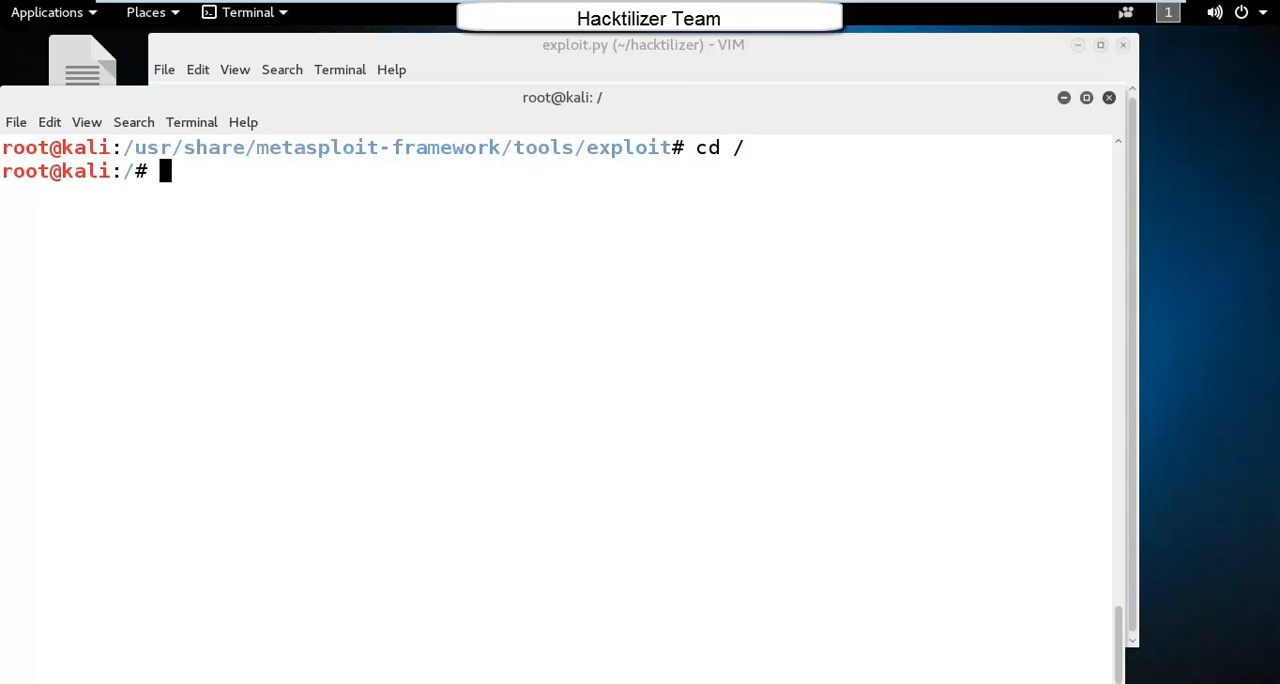 Applications Places Terminal Hacktilizer Team 1
exploit.py (~/hacktilizer) - VIM
File Edit View Search Terminal Help
root@kali: /
File Edit View Search Terminal Help
root@kali:/usr/share/metasploit-framework/tools/exploit# cd /
root@kali:/#